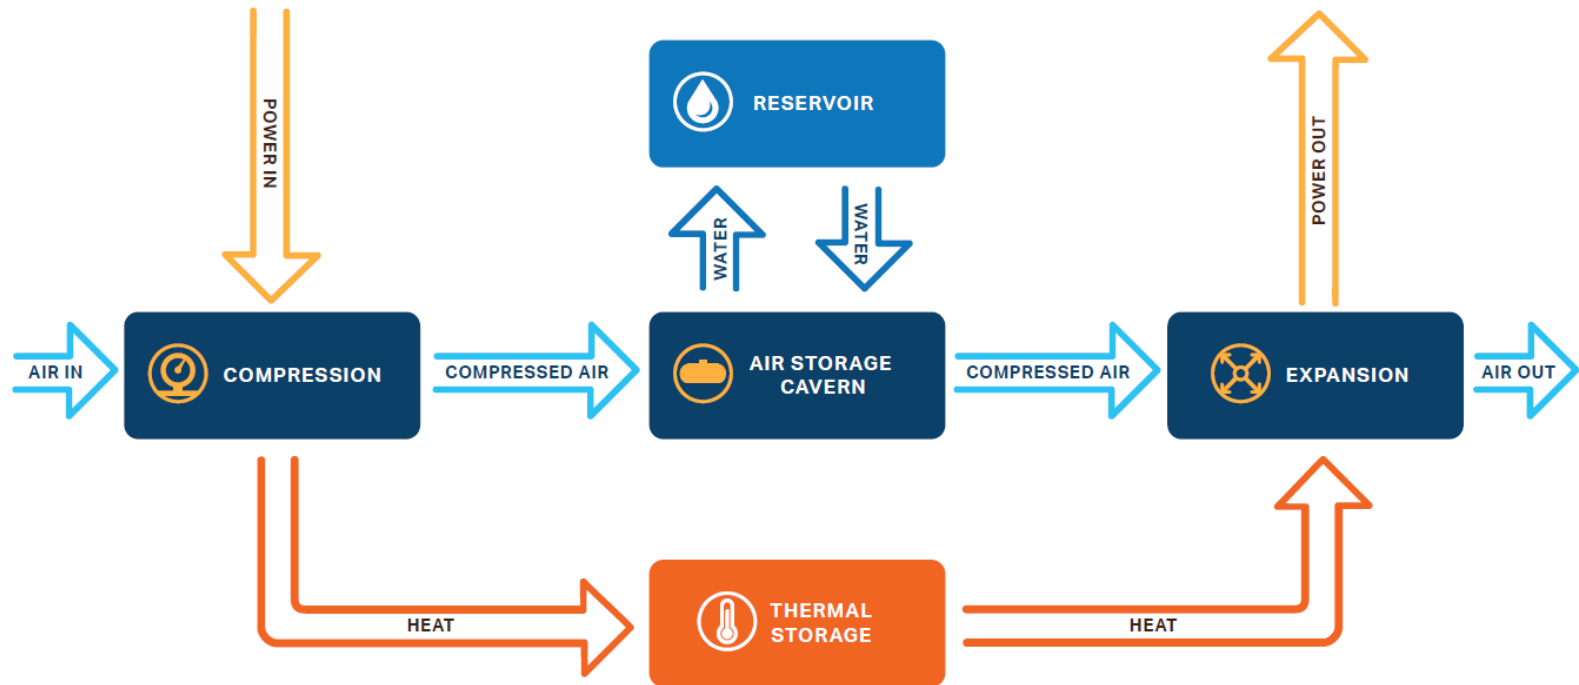 POWER IN
RESERVOIR
POWER OUT
WATER
WATER
AIR IN
COMPRESSION
COMPRESSED AIR
AIR STORAGE
CAVERN
COMPRESSED AIR
EXPANSION
AIR OUT
HEAT
THERMAL
STORAGE
HEAT